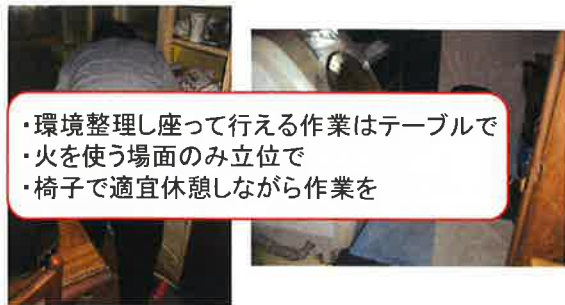 ・環境整理し座って行える作業はテーブルで
・火を使う場面のみ立位で
・椅子で適宜休憩しながら作業を